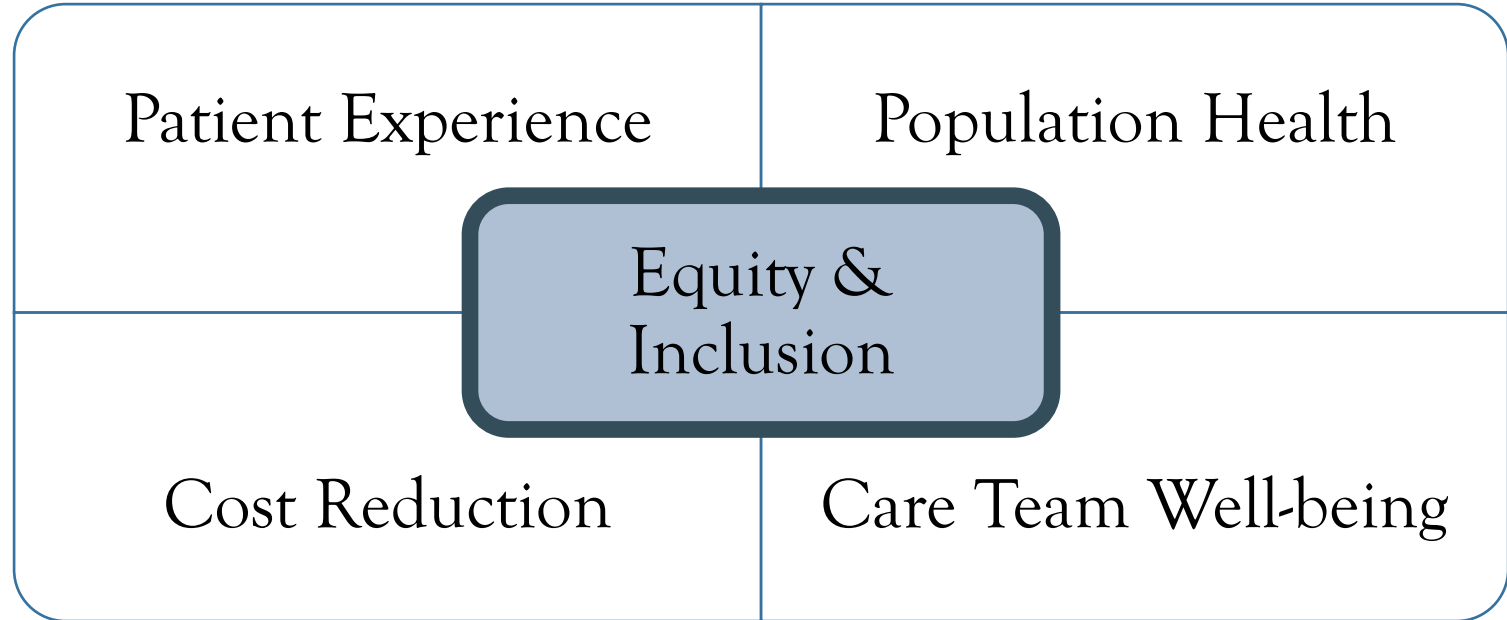 Patient Experience
Population Health
Equity &
Inclusion
Cost Reduction
Care Team Well-being